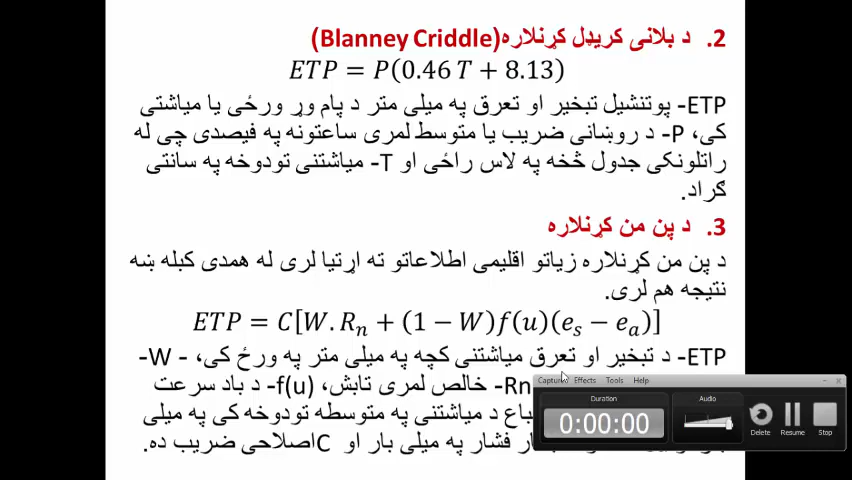 2. د بلانی کریډل کړنلاره(Blanney Criddle)
ETP = P(0.46 T + 8.13)
ETP- پوتنشیل تبخیر او تعرق په میلی متر د پام وړ ورځی یا میاشتی
کی، P- د روښانی ضریب یا متوسط لمری ساعتونه په فیصدی چی له
راتلونکی جدول څخه په لاس راځی او T- میاشتنی تودوخه په سانتی
ګراد.
3. د پن من کړنلاره
د پن من کړنلاره زیاتو اقلیمی اطلاعاتو ته اړتیا لری له همدی کبله ښه
نتیجه هم لری.
ETP = C[W. Rₙ + (1 − W)f(u)(eₛ − eₐ)]
ETP- د تبخیر او تعرق میاشتنی کچه په میلی متر په ورځ کی، - W-
Rn- خالص لمری تابش، f(u)- د باد سرعت
باع د میاشتنی په متوسطه تودوخه کی په میلی
فشار په میلی بار او C اصلاحی ضریب ده.
Capture Effects Tools Help
Duration
0:00:00
Audio
Delete Resume Stop